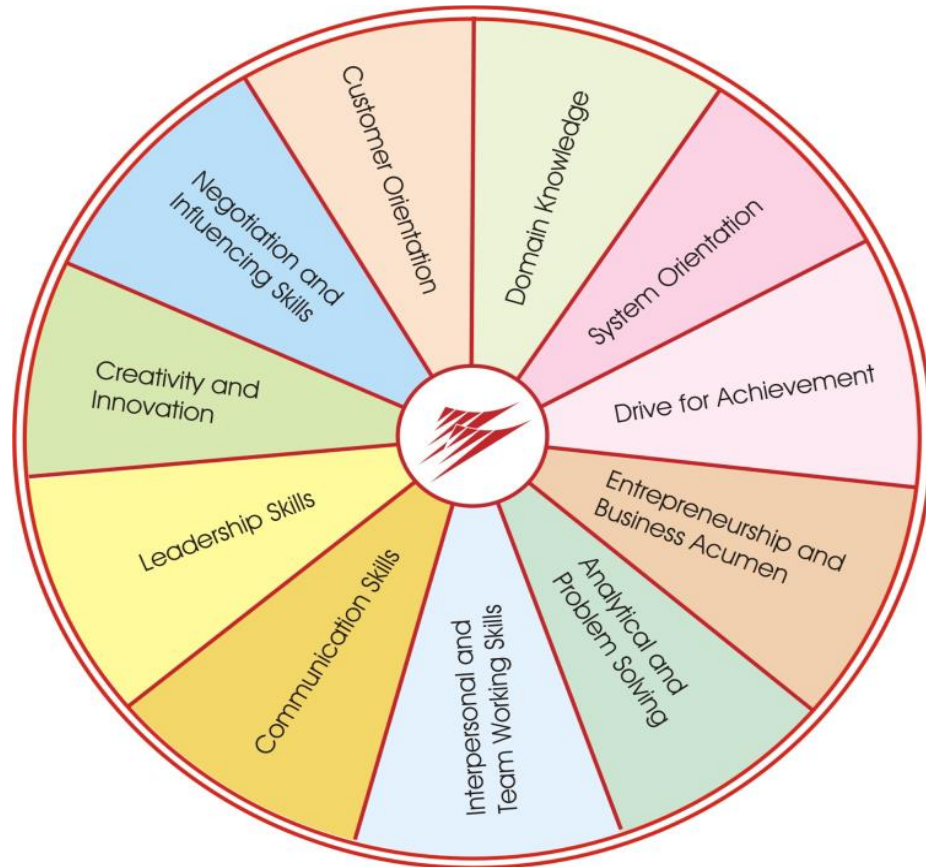 Domain Knowledge
System Orientation
Drive for Achievement
Entrepreneurship and
Business Acumen
Analytical and
Problem Solving
Interpersonal and
Team Working Skills
Communication Skills
Leadership Skills
Creativity and
Innovation
Negotiation and
Influencing Skills
Customer Orientation